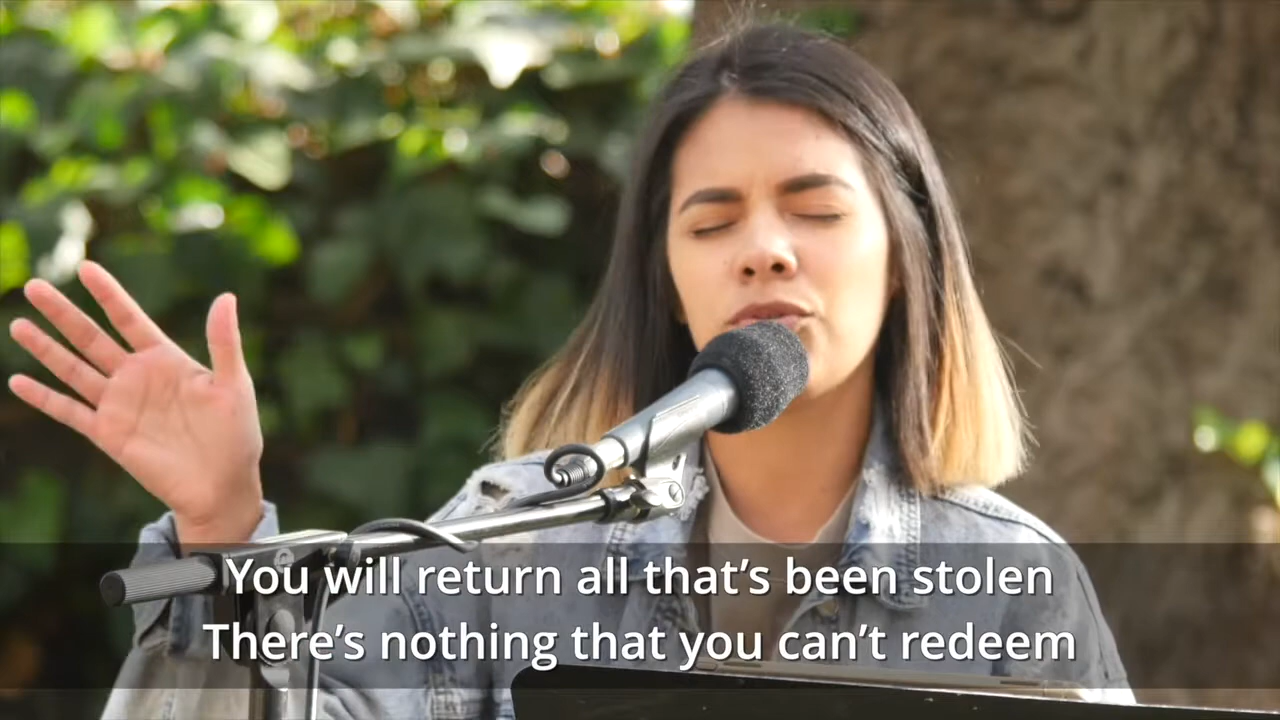 You will return all that’s been stolen
There’s nothing that you can’t redeem